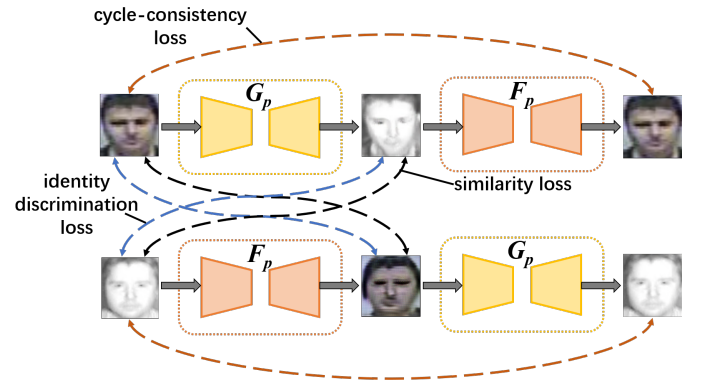 cycle-consistency
loss
G_p
F_p
identity
discrimination
loss
similarity loss
F_p
G_p